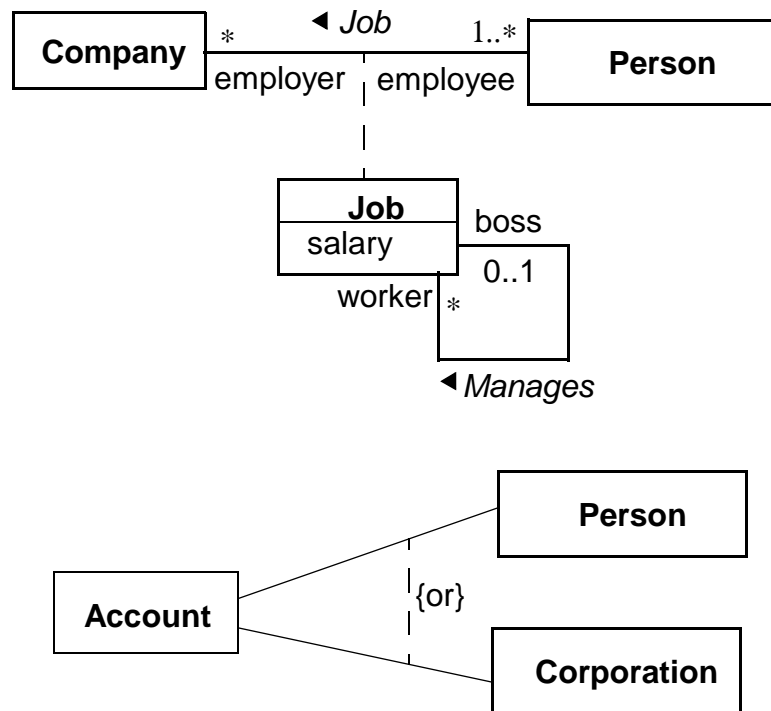 * ◄ Job 1..*
Company Person
employer employee
Job
boss
salary
0..1
worker *
◄ Manages
Person
{or}
Account
Corporation